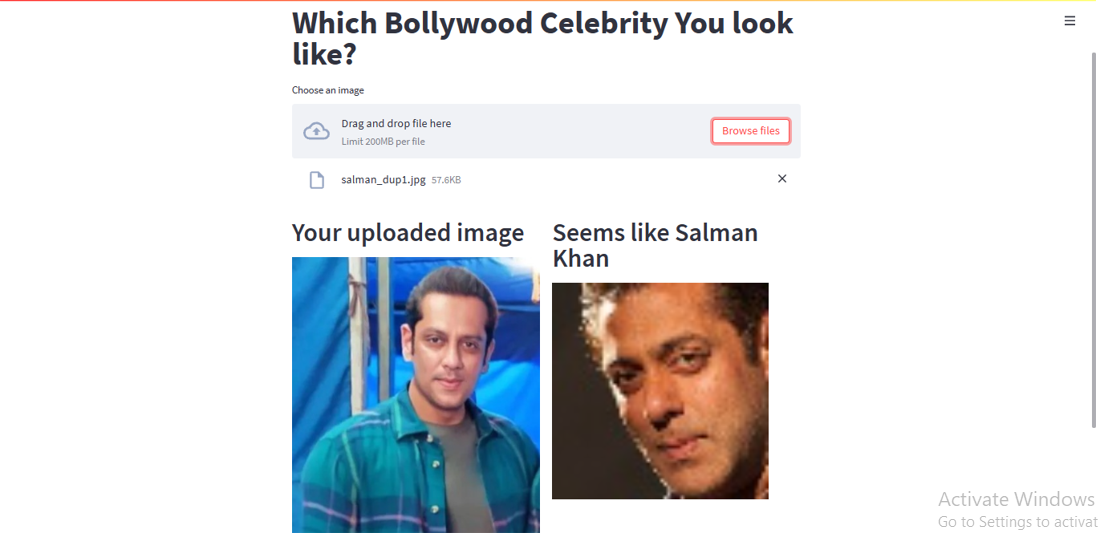 Which Bollywood Celebrity You look
like?
Choose an image
Drag and drop file here
Limit 200MB per file
Browse files
salman_dup1.jpg 57.6KB
Your uploaded image
Seems like Salman
Khan
Activate Windows
Go to Settings to activat